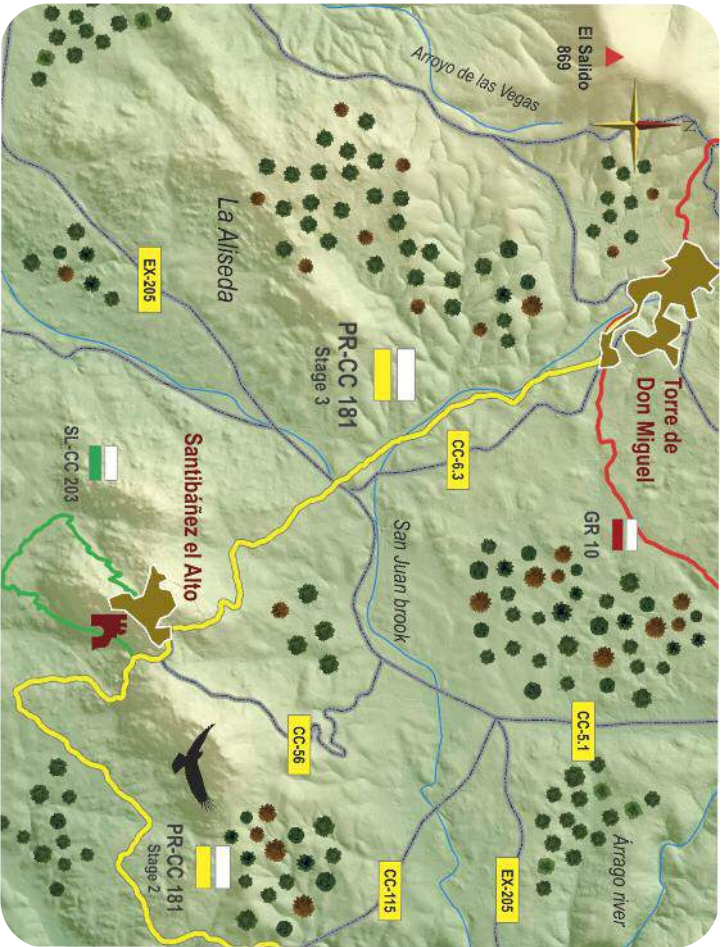 N
Torre de
Don Miguel
Árrago river
GR 10
El Salido
869
CC-5.1
EX-205
Arroyo de las Vegas
CC-6.3
San Juan brook
CC-115
PR-CC 181
Stage 3
CC-56
La Aliseda
Santibáñez el Alto
PR-CC 181
Stage 2
EX-205
SL-CC 203